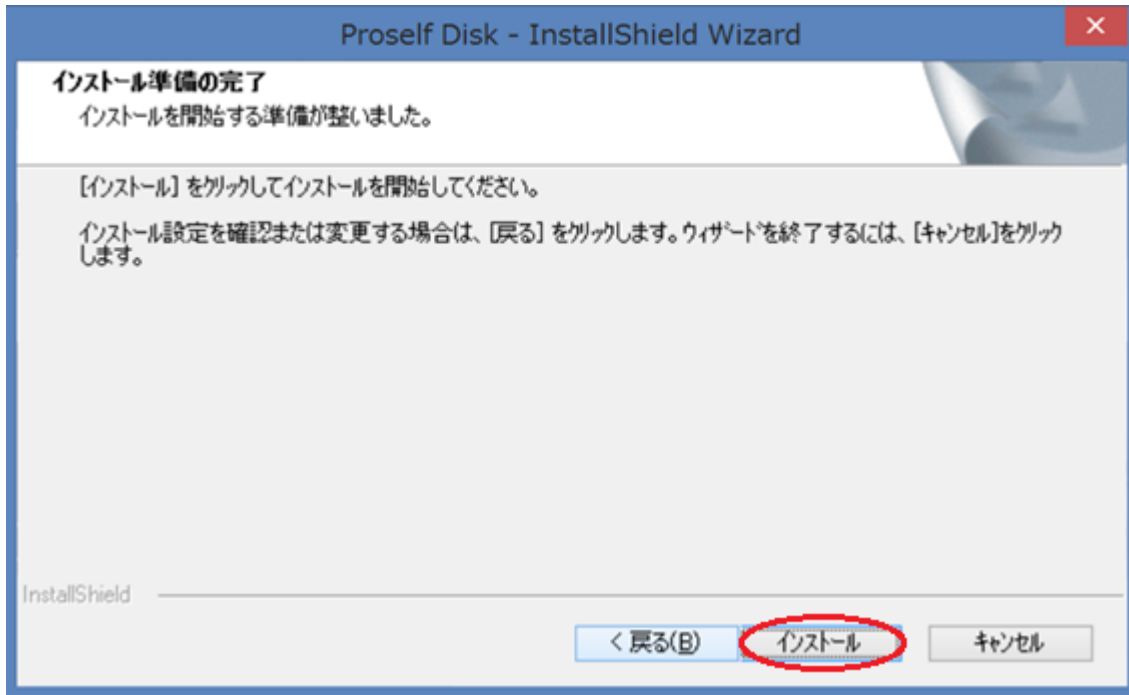 Proself Disk - InstallShield Wizard
インストール準備の完了
インストールを開始する準備が整いました。
[インストール] をクリックしてインストールを開始してください。
インストール設定を確認または変更する場合は、[戻る] をクリックします。ウィザードを終了するには、[キャンセル]をクリック
します。
InstallShield
< 戻る(B) インストール キャンセル